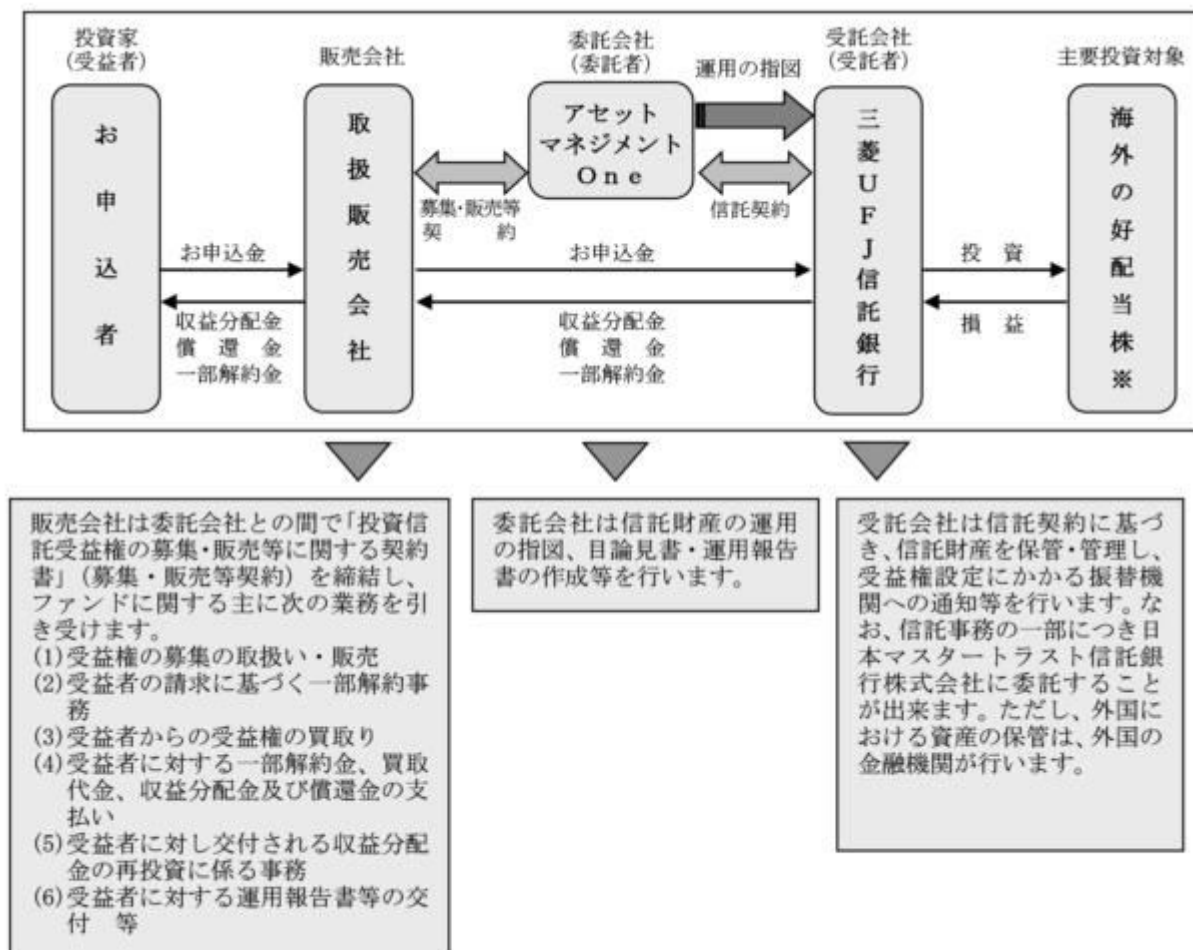 投資家
(受益者)
販売会社
委託会社
(委託者)
受託会社
(受託者)
主要投資対象
運用の指図
お申込者
取扱販売会社
アセット
マネジメント
One
三菱UFJ信託銀行
海外の好配当株※
募集・販売等
契約
信託契約
お申込金
収益分配金
償還金
一部解約金
お申込金
収益分配金
償還金
一部解約金
投資
損益
販売会社は委託会社との間で「投資信
託受益権の募集・販売等に関する契約
書」(募集・販売等契約)を締結し、
ファンドに関する主に次の業務を引
き受けます。
(1)受益権の募集の取扱い・販売
(2)受益者の請求に基づく一部解約事
務
(3)受益者からの受益権の買取り
(4)受益者に対する一部解約金、買取
代金、収益分配金及び償還金の支
払い
(5)受益者に対し交付される収益分配
金の再投資に係る事務
(6)受益者に対する運用報告書等の交
付 等
委託会社は信託財産の運用
の指図、目論見書・運用報告
書の作成等を行います。
受託会社は信託契約に基づ
き、信託財産を保管・管理し、
受益権設定にかかる振替機
関への通知等を行います。な
お、信託事務の一部につき日
本マスタートラスト信託銀
行株式会社に委託すること
が出来ます。ただし、外国に
おける資産の保管は、外国の
金融機関が行います。